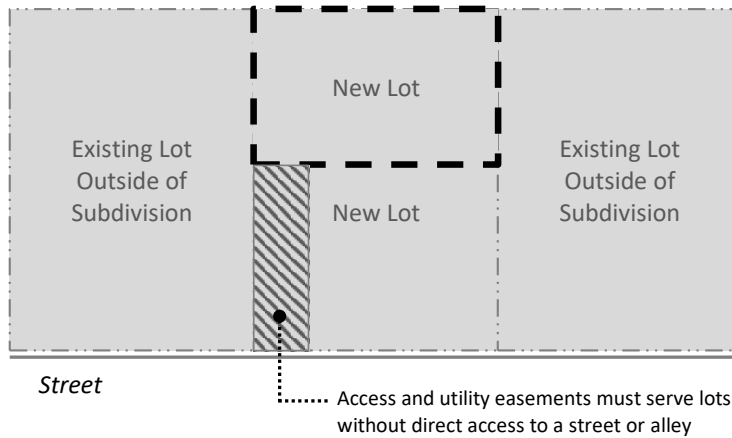 New Lot
Existing Lot
Outside of
Subdivision
New Lot
Existing Lot
Outside of
Subdivision
Street
Access and utility easements must serve lots
without direct access to a street or alley